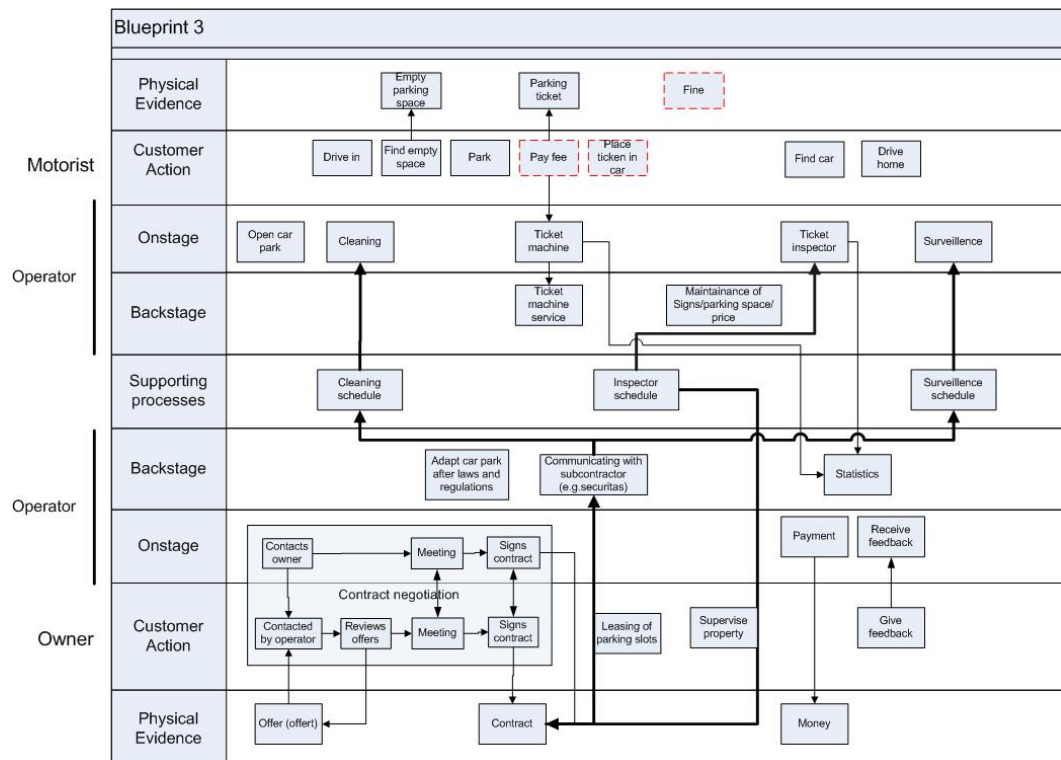 Blueprint 3
Physical
Evidence
Empty
parking
space
Parking
ticket
Fine
Motorist
Customer
Action
Drive in
Find empty
space
Park
Pay fee
Place
ticken in
car
Find car
Drive
home
Operator
Onstage
Open car
park
Cleaning
Ticket
machine
Ticket
inspector
Surveillence
Backstage
Ticket
machine
service
Maintainance of
Signs/parking space/
price
Supporting
processes
Cleaning
schedule
Inspector
schedule
Surveillence
schedule
Operator
Backstage
Adapt car park
after laws and
regulations
Communicating with
subcontractor
(e.g.securitas)
Statistics
Onstage
Contacts
owner
Meeting
Signs
contract
Payment
Receive
feedback
Contract negotiation
Owner
Customer
Action
Contacted
by operator
Reviews
offers
Meeting
Signs
contract
Leasing of
parking slots
Supervise
property
Give
feedback
Physical
Evidence
Offer (offert)
Contract
Money